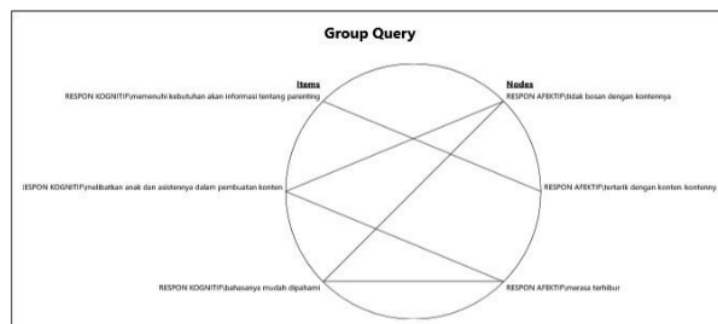 Group Query
Items
Nodes
RESPON KOGNITIF\memenuhi kebutuhan akan informasi tentang parenting
RESPON AFEKTIF\tidak bosan dengan kontennya
RESPON KOGNITIF\melibatkan anak dan asistennya dalam pembuatan konten
RESPON AFEKTIF\tertarik dengan konten-kontenny
RESPON KOGNITIF\bahasanya mudah dipahami
RESPON AFEKTIF\merasa terhibur